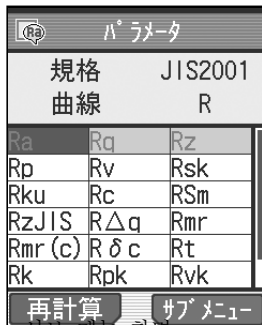 Ra パラメータ
規格 JIS2001
曲線 R
Ra Rq Rz
Rp Rv Rsk
Rku Rc RSm
RzJIS R△q Rmr
Rmr(c) Rδc Rt
Rk Rpk Rvk
再計算 サブメニュー